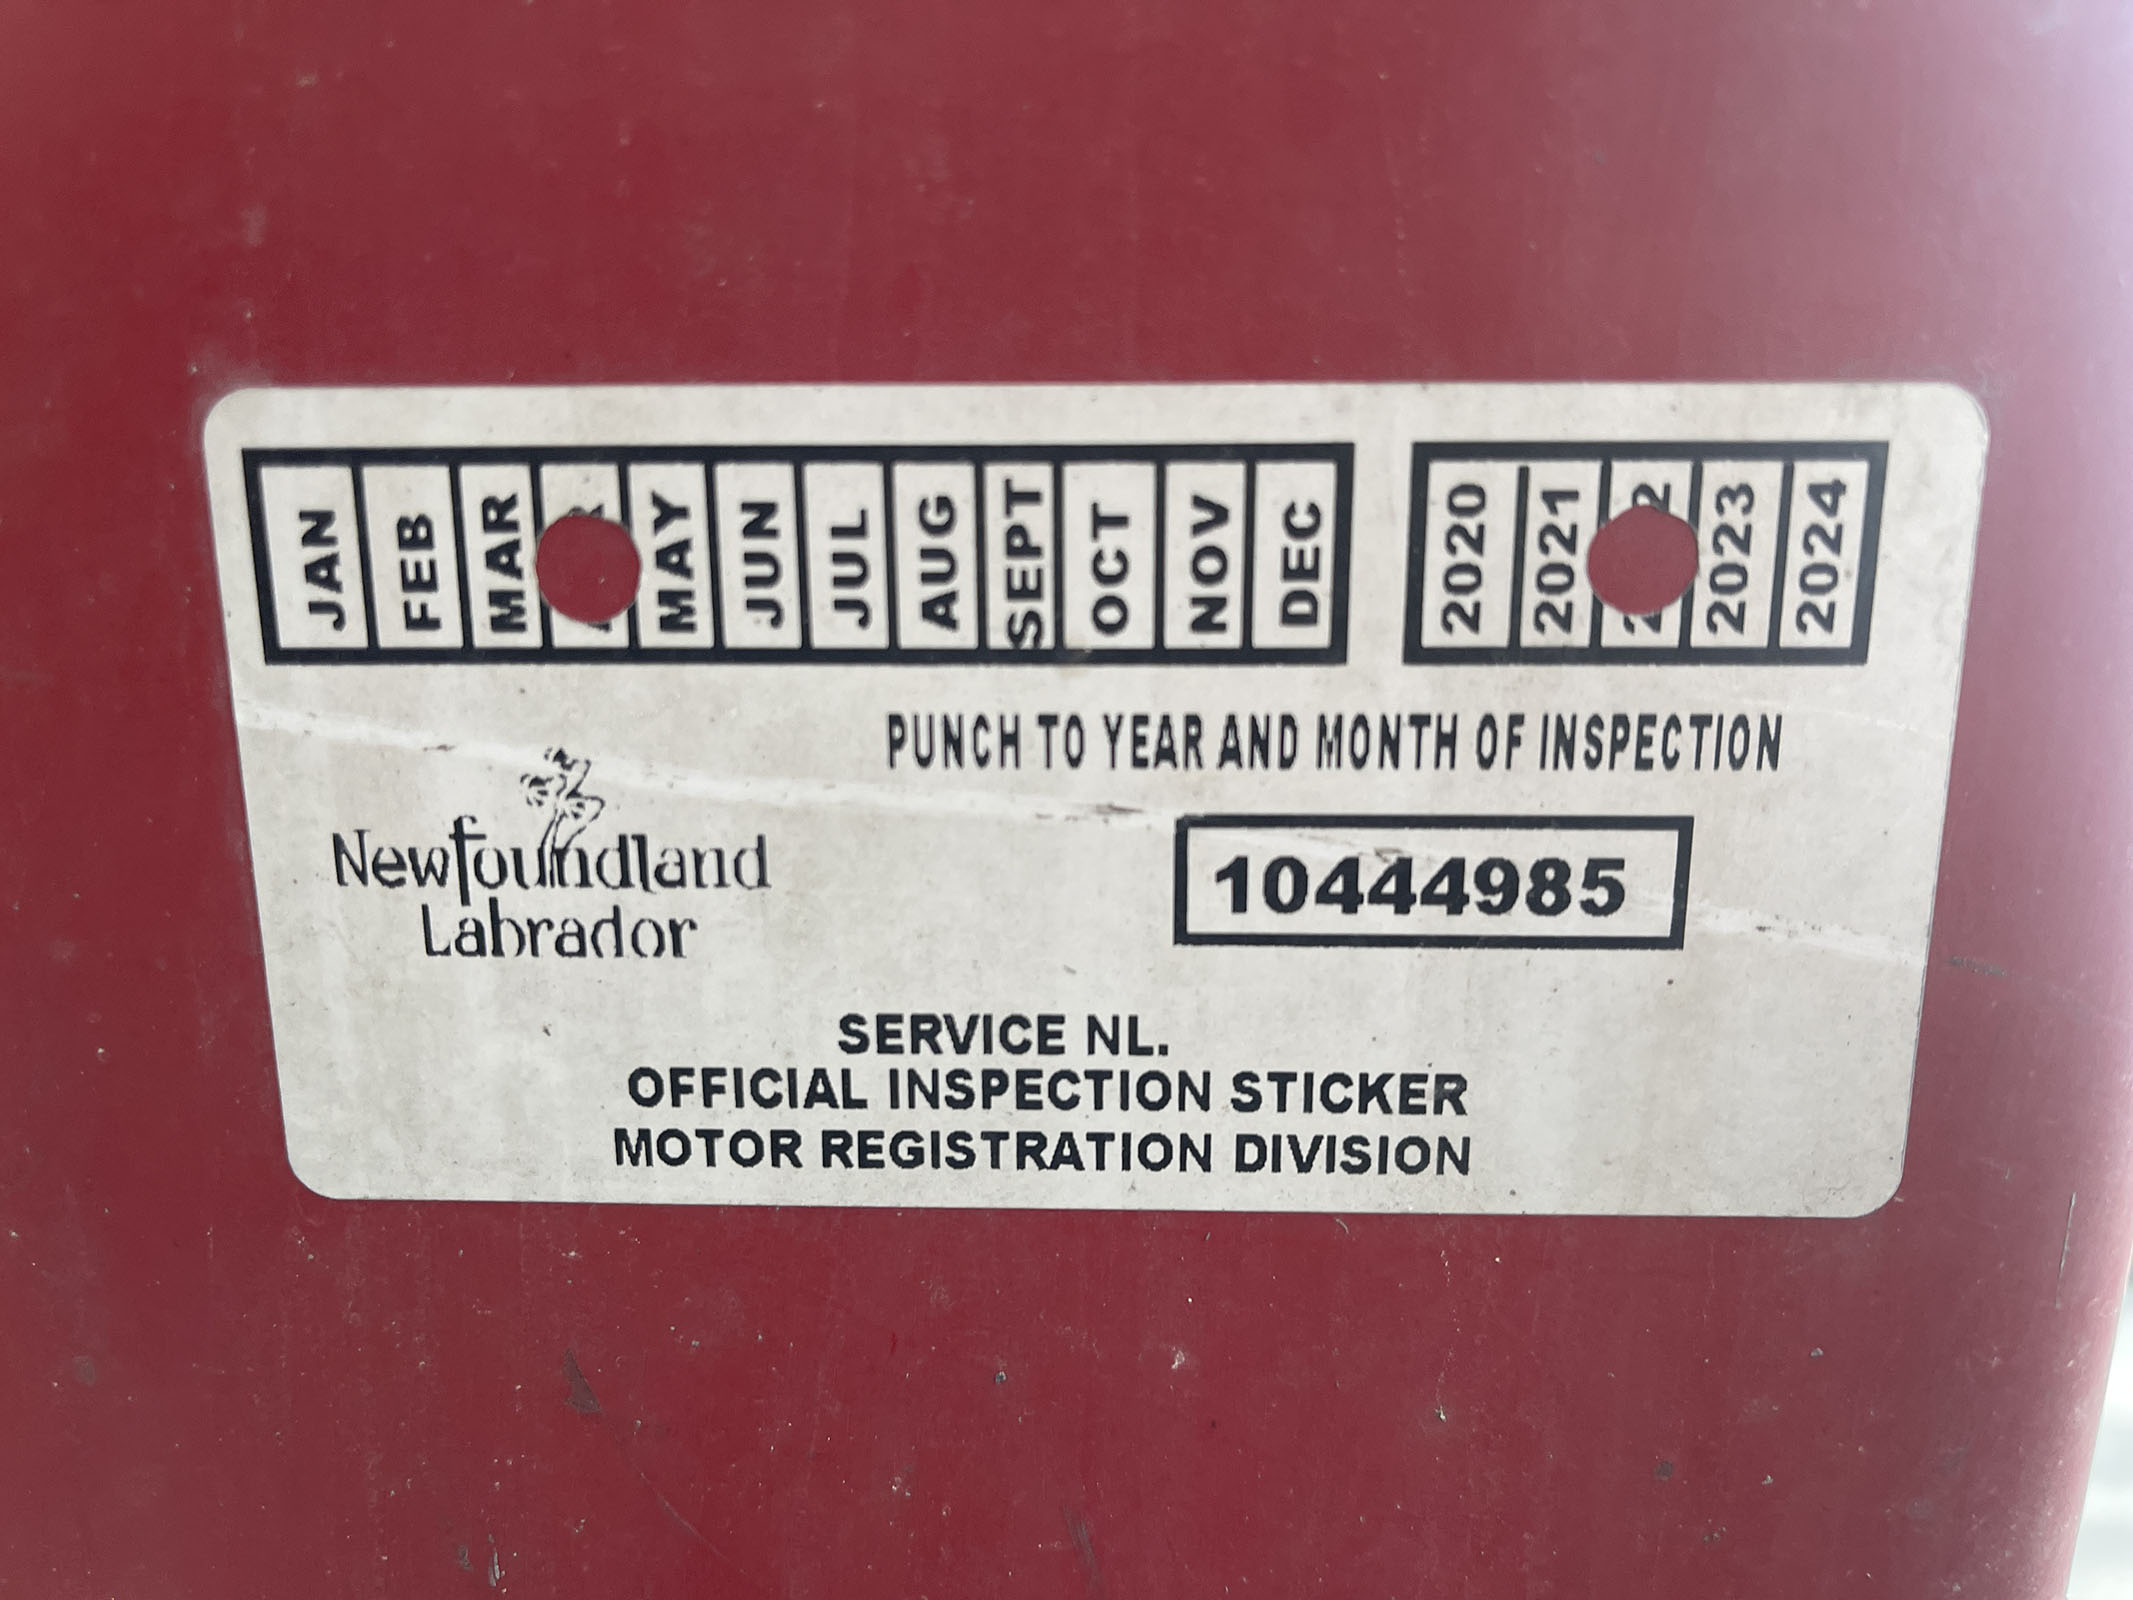 JAN FEB MAR MAY JUN JUL AUG SEPT OCT NOV DEC 2020 2021 2023 2024
PUNCH TO YEAR AND MONTH OF INSPECTION
Newfoundland
Labrador
10444985
SERVICE NL.
OFFICIAL INSPECTION STICKER
MOTOR REGISTRATION DIVISION